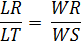 LR/LT = WR/WS